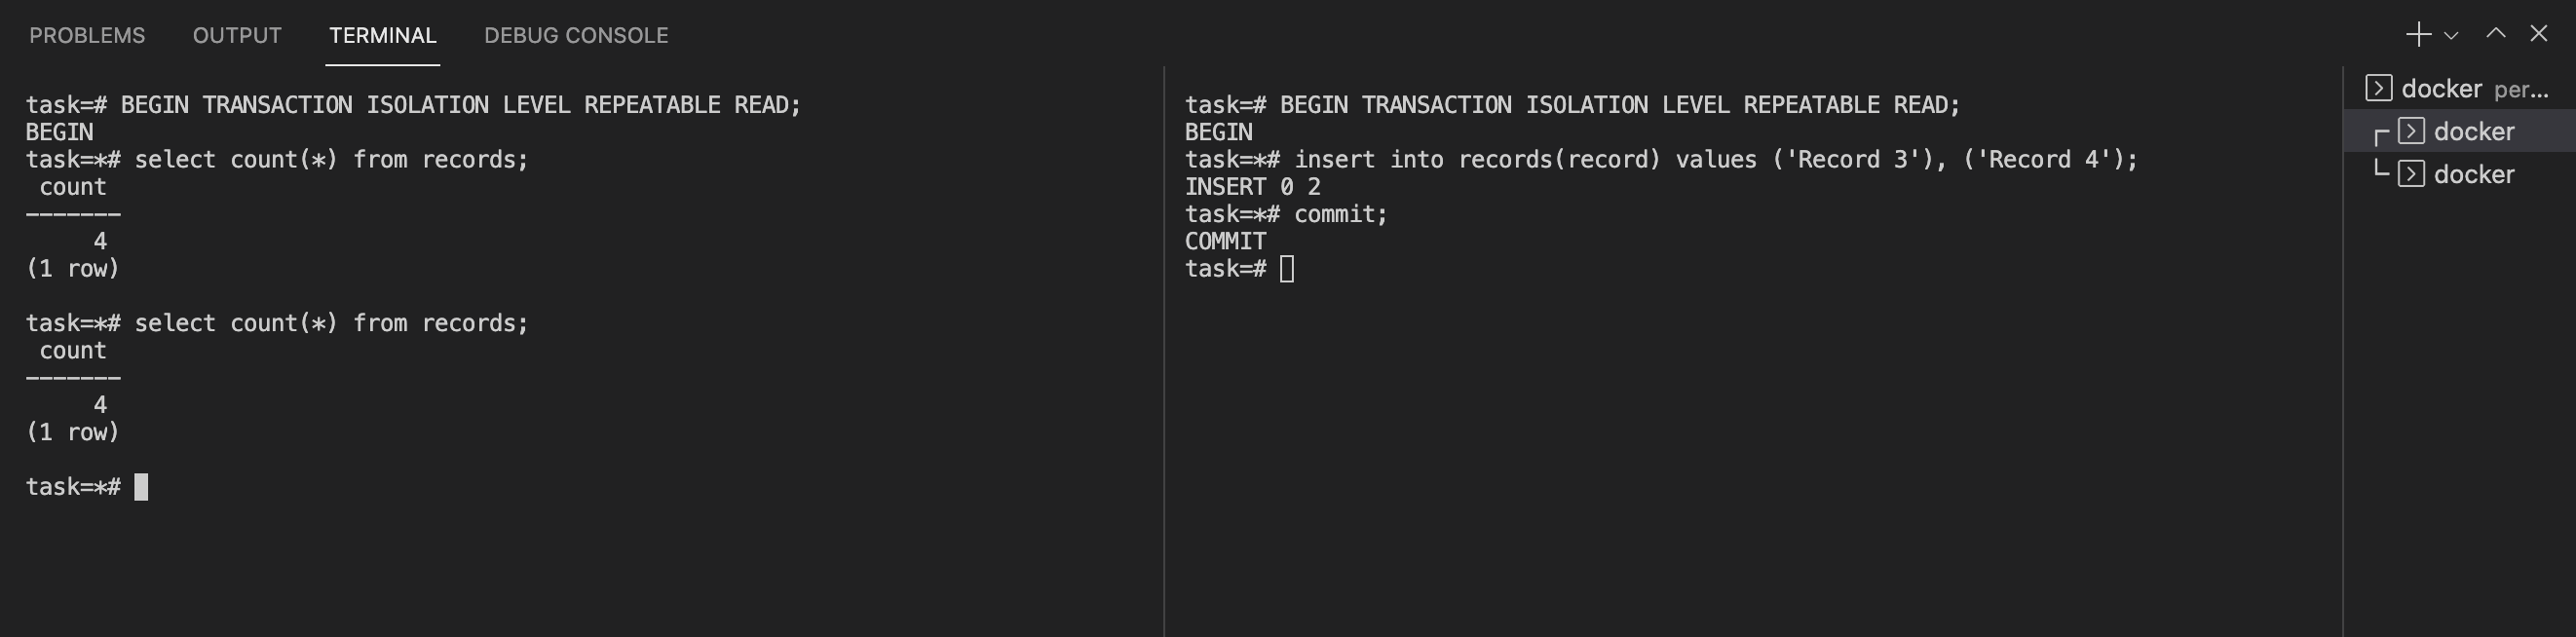 PROBLEMS OUTPUT TERMINAL DEBUG CONSOLE
task=# BEGIN TRANSACTION ISOLATION LEVEL REPEATABLE READ;
BEGIN
task=*# select count(*) from records;
count
-------
4
(1 row)
task=*# select count(*) from records;
count
-------
4
(1 row)
task=*#
task=# BEGIN TRANSACTION ISOLATION LEVEL REPEATABLE READ;
BEGIN
task=*# insert into records(record) values ('Record 3'), ('Record 4');
INSERT 0 2
task=*# commit;
COMMIT
task=#
docker per...
docker
docker